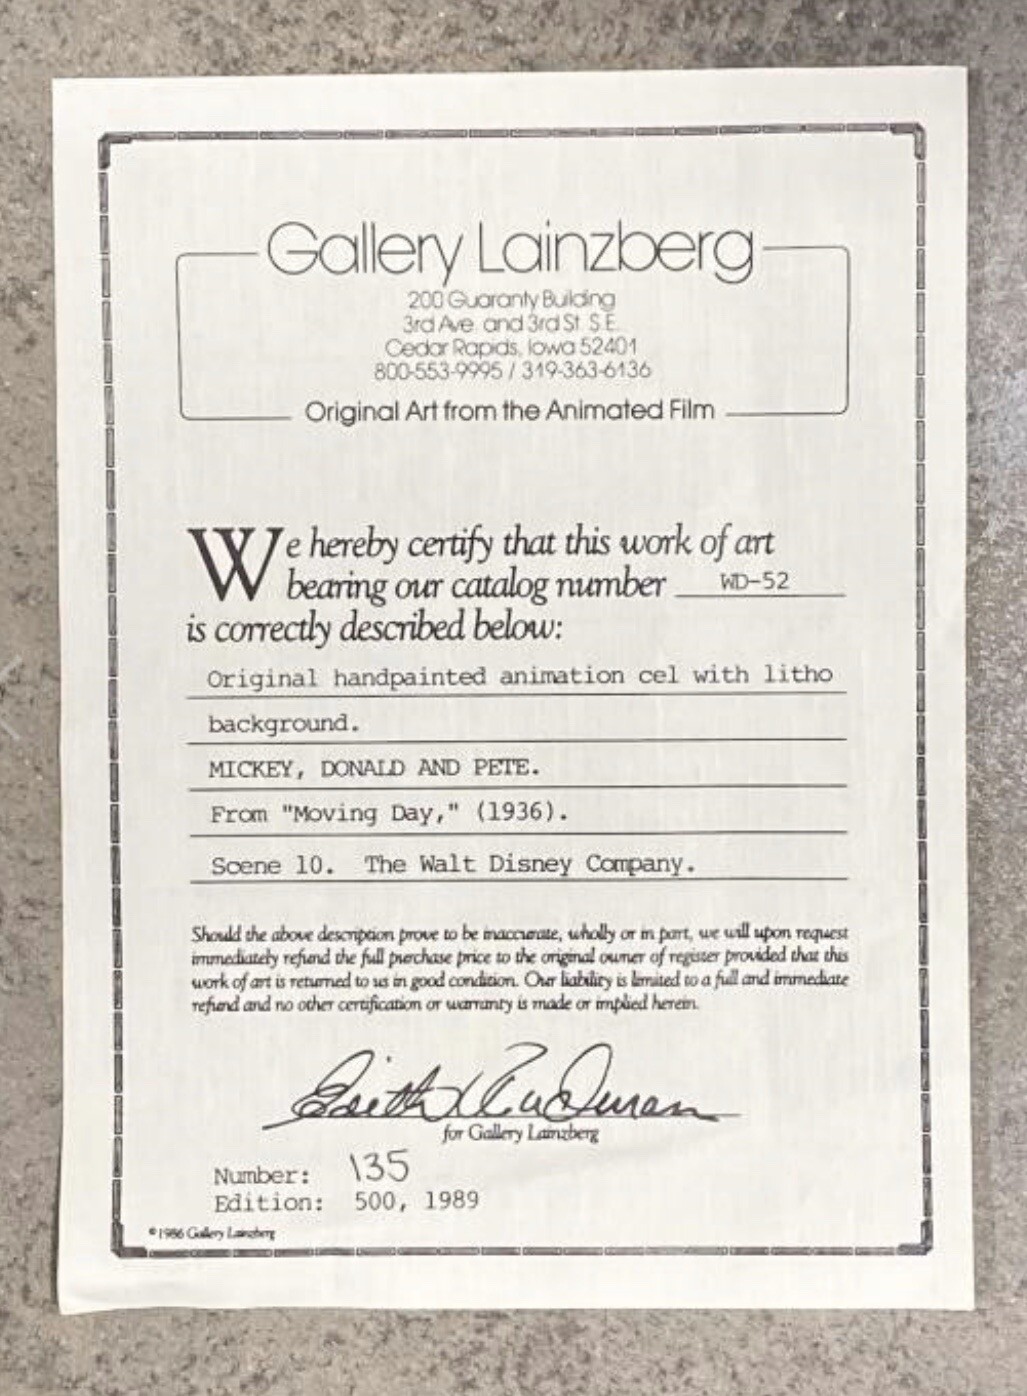 Gallery Lainzberg
200 Guaranty Building
3rd Ave. and 3rd St. S.E.
Cedar Rapids, Iowa 52401
800-553-9995 / 319-363-6136
Original Art from the Animated Film
We hereby certify that this work of art
bearing our catalog number WD-52
is correctly described below:
Original handpainted animation cel with litho
background.
MICKEY, DONALD AND PETE.
From "Moving Day," (1936).
Scene 10. The Walt Disney Company.
Should the above description prove to be inaccurate, wholly or in part, we will upon request
immediately refund the full purchase price to the original owner of register provided that this
work of art is returned to us in good condition. Our liability is limited to a full and immediate
refund and no other certification or warranty is made or implied herein.
for Gallery Lainzberg
Number: 135
Edition: 500, 1989
© 1986 Gallery Lainzberg